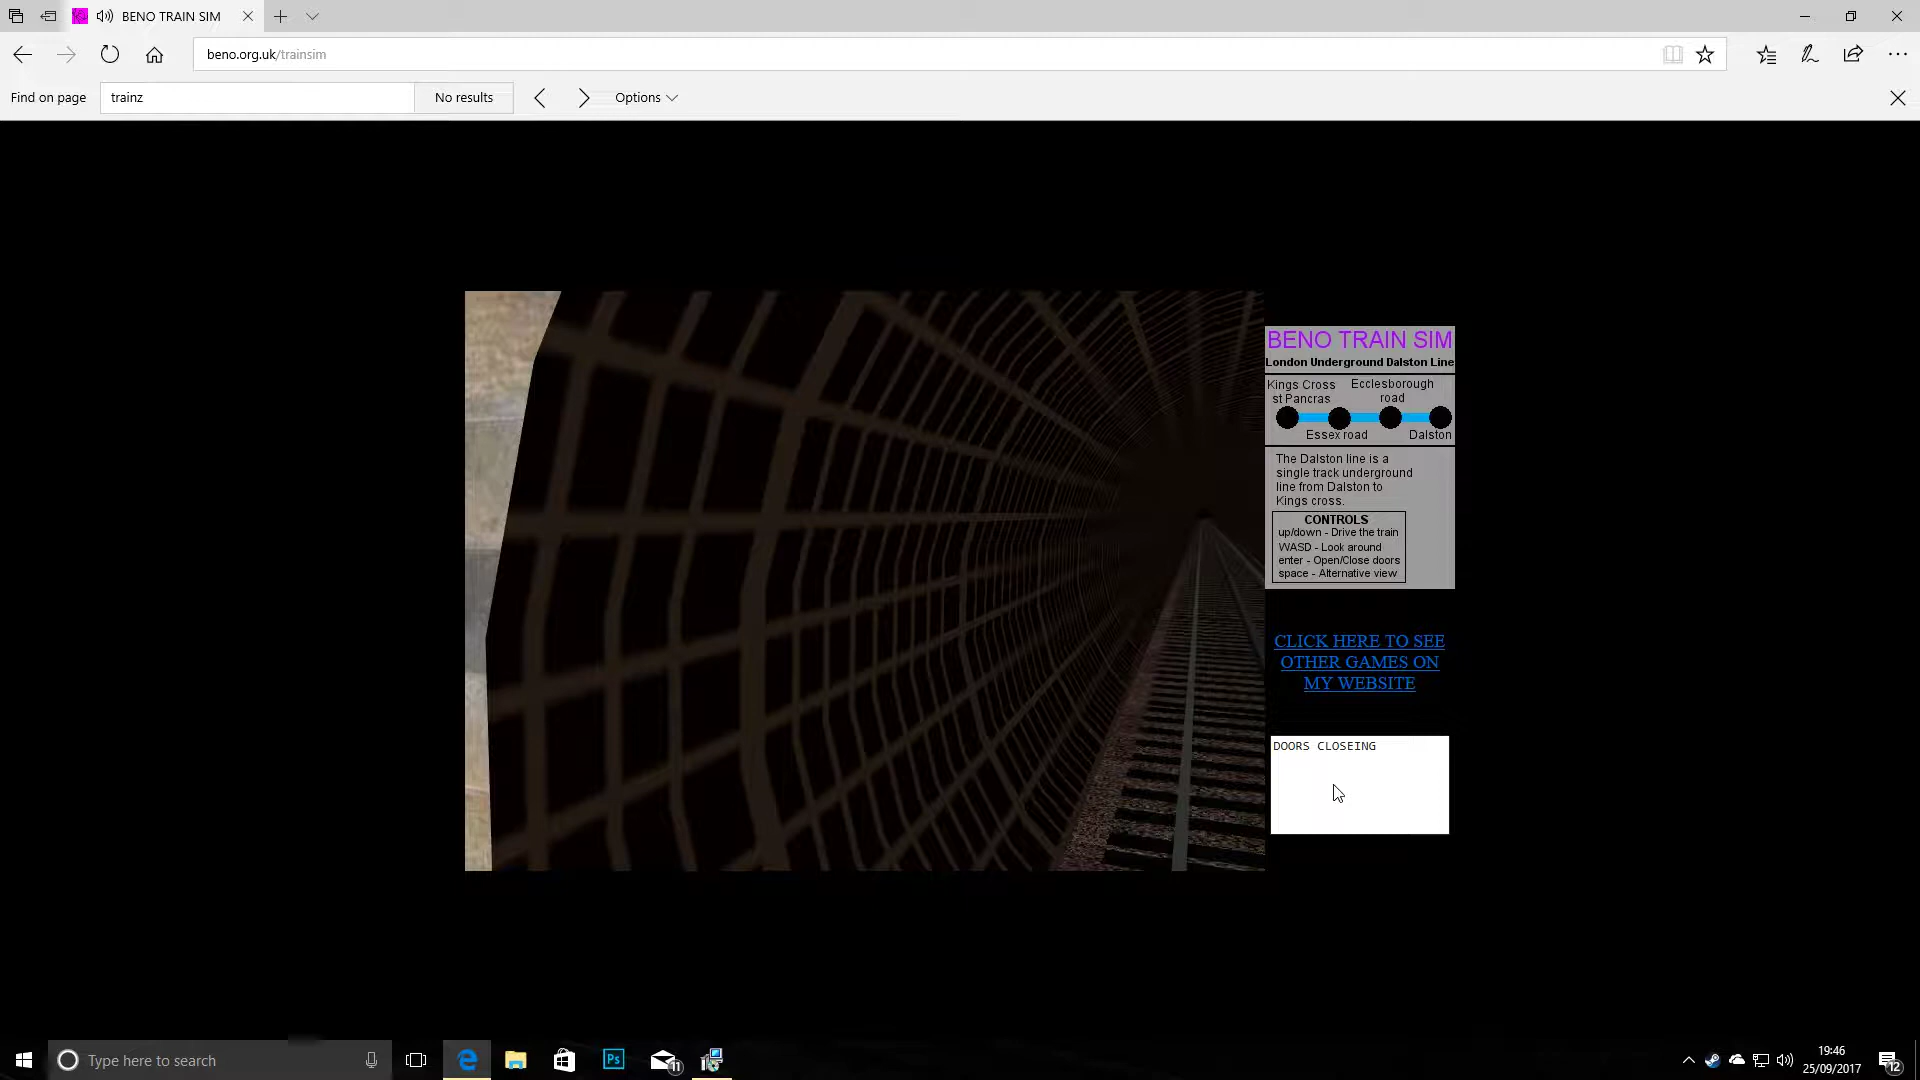 BENO TRAIN SIM
beno.org.uk/trainsim
Find on page
trainz
No results
Options
BENO TRAIN SIM
London Underground Dalston Line
Kings Cross
st Pancras
Ecclesborough
road
Essex road
Dalston
The Dalston line is a
single track underground
line from Dalston to
Kings cross.
CONTROLS
up/down - Drive the train
WASD - Look around
enter - Open/Close doors
space - Alternative view
CLICK HERE TO SEE
OTHER GAMES ON
MY WEBSITE
DOORS CLOSEING
Type here to search
Ps
11
19:46
25/09/2017
12